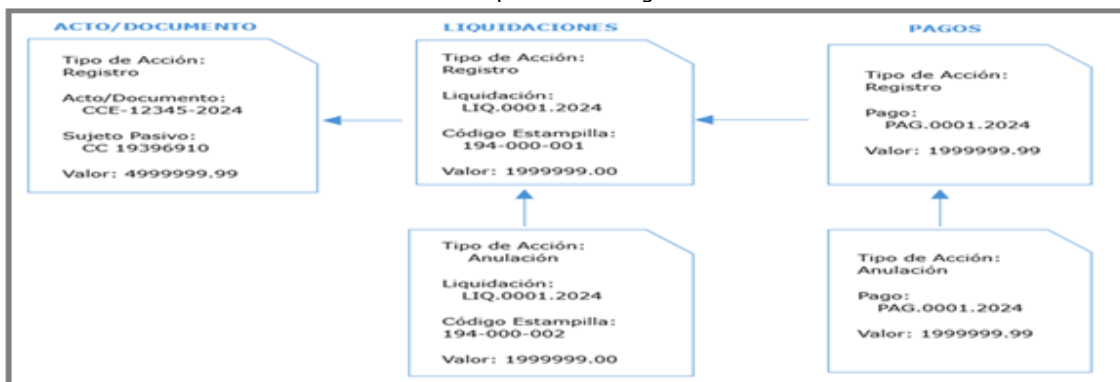 ACTO/DOCUMENTO
Tipo de Acción:
Registro
Acto/Documento:
CCE-12345-2024
Sujeto Pasivo:
CC 19396910
Valor: 4999999.99
LIQUIDACIONES
Tipo de Acción:
Registro
Liquidación:
LIQ.0001.2024
Código Estampilla:
194-000-001
Valor: 1999999.00
PAGOS
Tipo de Acción:
Registro
Pago:
PAG.0001.2024
Valor: 1999999.99
Tipo de Acción:
Anulación
Liquidación:
LIQ.0001.2024
Código Estampilla:
194-000-002
Valor: 1999999.00
Tipo de Acción:
Anulación
Pago:
PAG.0001.2024
Valor: 1999999.99